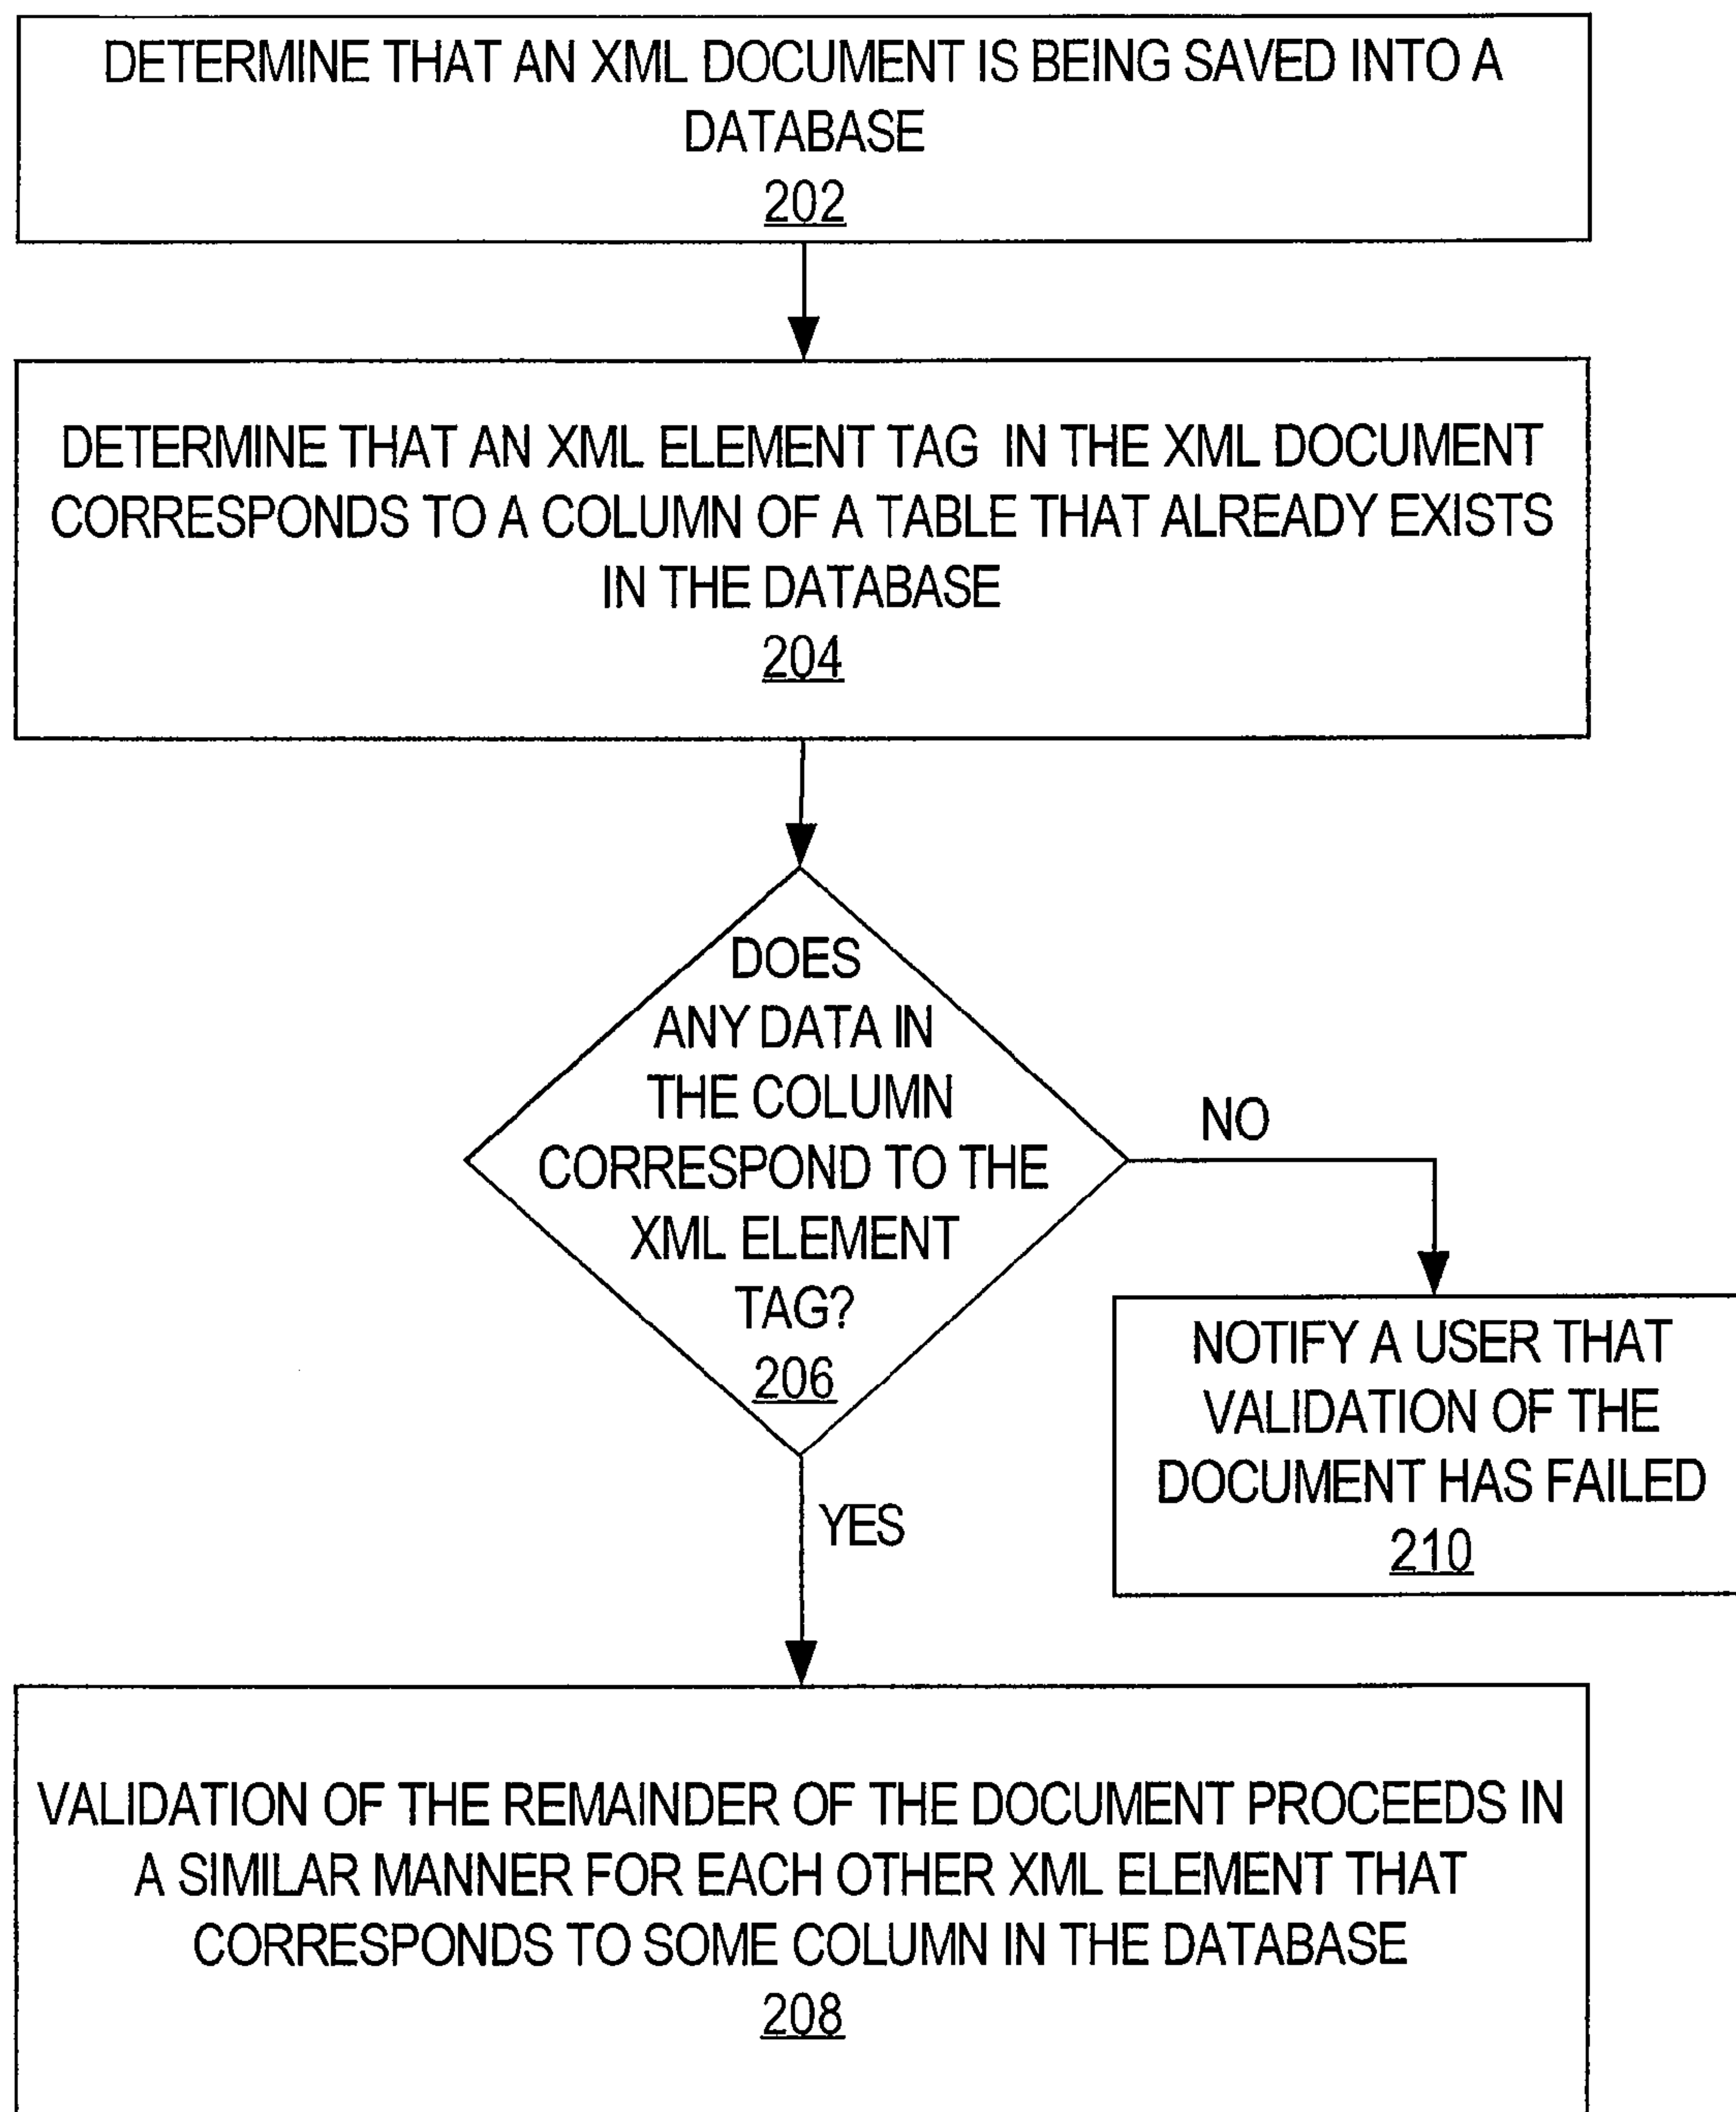 DETERMINE THAT AN XML DOCUMENT IS BEING SAVED INTO A
DATABASE
202
DETERMINE THAT AN XML ELEMENT TAG IN THE XML DOCUMENT
CORRESPONDS TO A COLUMN OF A TABLE THAT ALREADY EXISTS
IN THE DATABASE
204
DOES
ANY DATA IN
THE COLUMN
CORRESPOND TO THE
XML ELEMENT
TAG?
206
NO
NOTIFY A USER THAT
VALIDATION OF THE
DOCUMENT HAS FAILED
210
YES
VALIDATION OF THE REMAINDER OF THE DOCUMENT PROCEEDS IN
A SIMILAR MANNER FOR EACH OTHER XML ELEMENT THAT
CORRESPONDS TO SOME COLUMN IN THE DATABASE
208